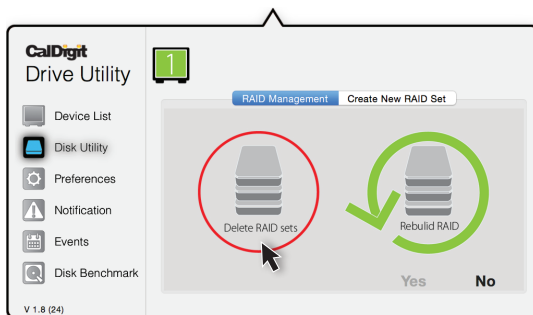 CalDigit
Drive Utility
1
RAID Management
Create New RAID Set
Device List
Disk Utility
Preferences
Notification
Events
Disk Benchmark
V 1.8 (24)
Delete RAID sets
Rebulid RAID
Yes
No